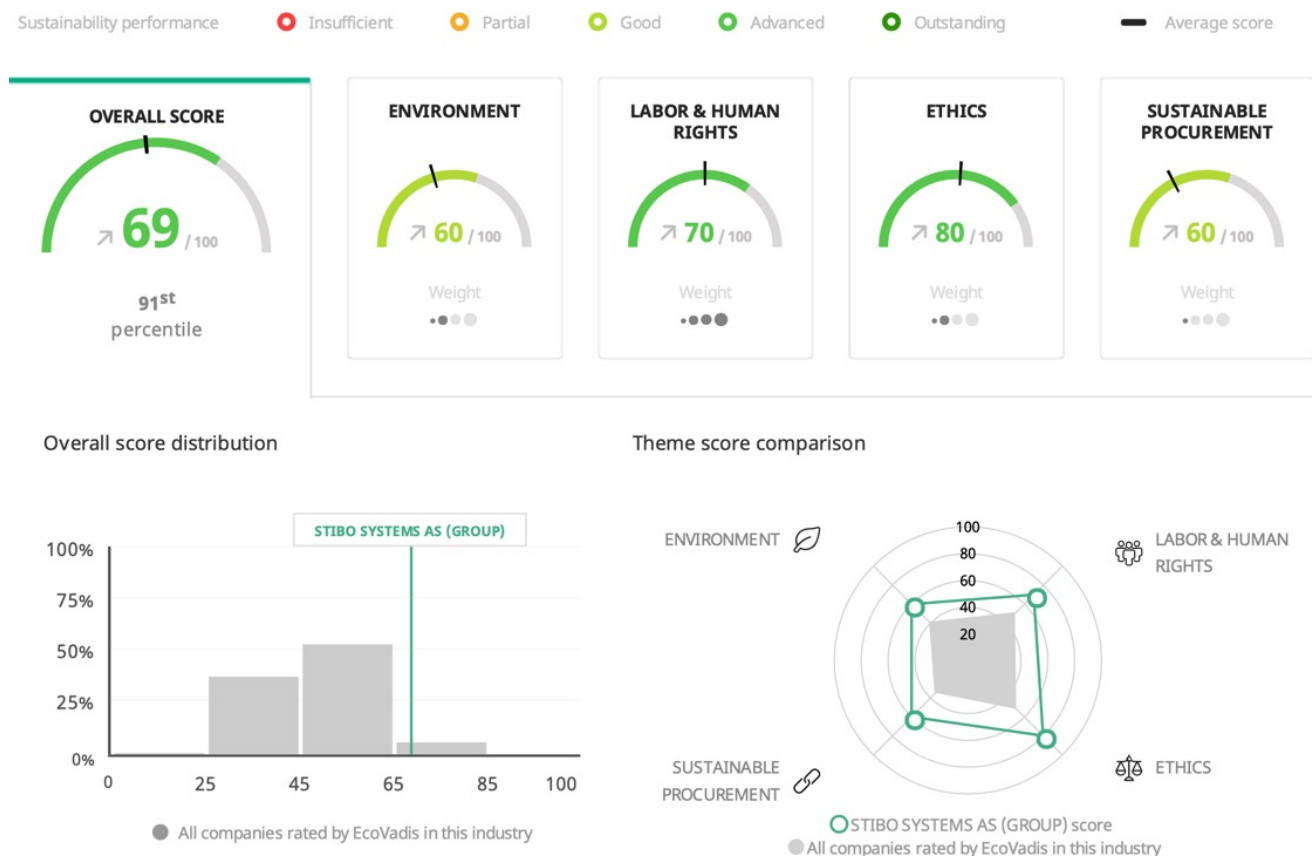 Sustainability performance Insufficient Partial Good Advanced Outstanding Average score
OVERALL SCORE
69 / 100
91st
percentile
ENVIRONMENT
60 / 100
Weight
LABOR & HUMAN
RIGHTS
70 / 100
Weight
ETHICS
80 / 100
Weight
SUSTAINABLE
PROCUREMENT
60 / 100
Weight
Overall score distribution
STIBO SYSTEMS AS (GROUP)
100%
75%
50%
25%
0%
0 25 45 65 85 100
All companies rated by EcoVadis in this industry
Theme score comparison
ENVIRONMENT
LABOR & HUMAN
RIGHTS
100
80
60
40
20
SUSTAINABLE
PROCUREMENT
ETHICS
STIBO SYSTEMS AS (GROUP) score
All companies rated by EcoVadis in this industry